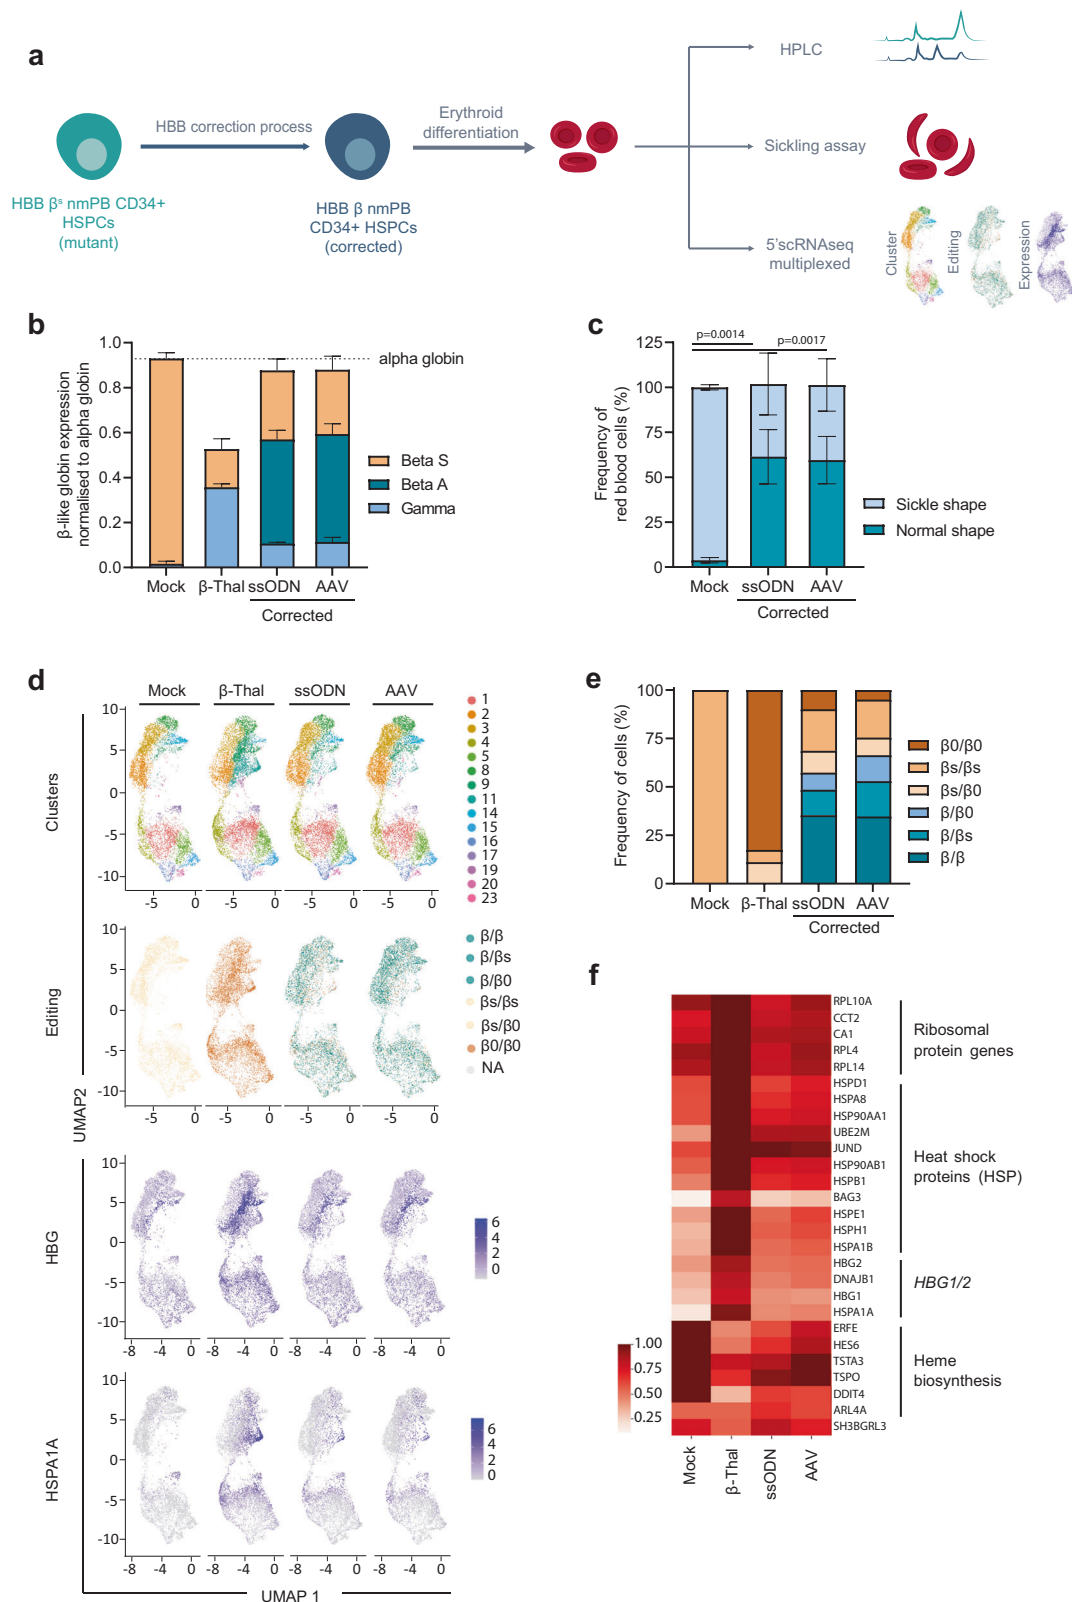 a
HBB correction process
Erythroid
differentiation
HPLC
Sickling assay
5'scRNAseq
multiplexed
HBB βˢ nmPB CD34+
HSPCs
(mutant)
HBB β nmPB
CD34+ HSPCs
(corrected)
Cluster
Editing
Expression
b
β-like globin expression
normalised to alpha globin
1.0
0.8
0.6
0.4
0.2
0.0
alpha globin
Beta S
Beta A
Gamma
Mock
β-Thal
ssODN
AAV
Corrected
c
Frequency of
red blood cells (%)
125
100
75
50
25
0
p=0.0014
p=0.0017
Sickle shape
Normal shape
Mock
ssODN
AAV
Corrected
d
Mock
β-Thal
ssODN
AAV
Clusters
10
5
0
-5
-10
-5 0 -5 0 -5 0 -5 0
1
2
3
4
5
8
9
11
14
15
16
17
19
20
23
Editing
10
5
0
-5
-10
-5 0 -5 0 -5 0 -5 0
β/β
β/βs
β/β0
βs/βs
βs/β0
β0/β0
NA
UMAP2
HBG
10
5
0
-5
-10
-8 -4 0 -8 -4 0 -8 -4 0 -8 -4 0
6
4
2
0
HSPA1A
10
5
0
-5
-10
-8 -4 0 -8 -4 0 -8 -4 0 -8 -4 0
6
4
2
0
UMAP 1
e
Frequency of cells (%)
100
75
50
25
0
β0/β0
βs/βs
βs/β0
β/β0
β/βs
β/β
Mock
β-Thal
ssODN
AAV
Corrected
f
RPL10A
CCT2
CA1
RPL4
RPL14
HSPD1
HSPA8
HSP90AA1
UBE2M
JUND
HSP90AB1
HSPB1
BAG3
HSPE1
HSPH1
HSPA1B
HBG2
DNAJB1
HBG1
HSPA1A
ERFE
HES6
TSTA3
TSPO
DDIT4
ARL4A
SH3BGRL3
Ribosomal
protein genes
Heat shock
proteins (HSP)
HBG1/2
Heme
biosynthesis
1.00
0.75
0.50
0.25
Mock
β-Thal
ssODN
AAV